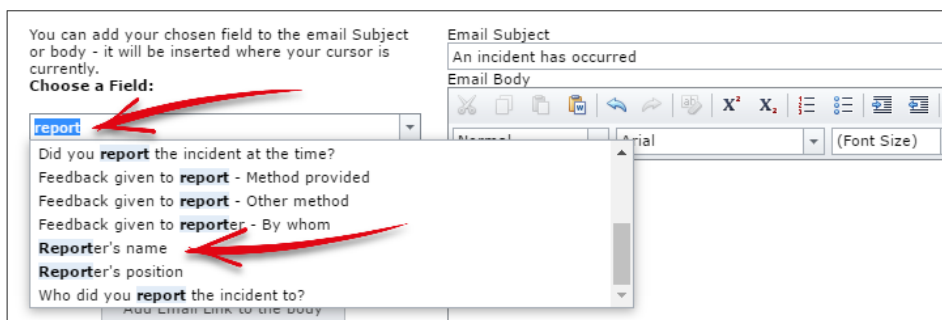 You can add your chosen field to the email Subject
or body - it will be inserted where your cursor is
currently.
Choose a Field:
report
Did you report the incident at the time?
Feedback given to report - Method provided
Feedback given to report - Other method
Feedback given to reporter - By whom
Reporter's name
Reporter's position
Who did you report the incident to?
Add Email Link to the body
Email Subject
An incident has occurred
Email Body
X² X₂
Normal Arial (Font Size)